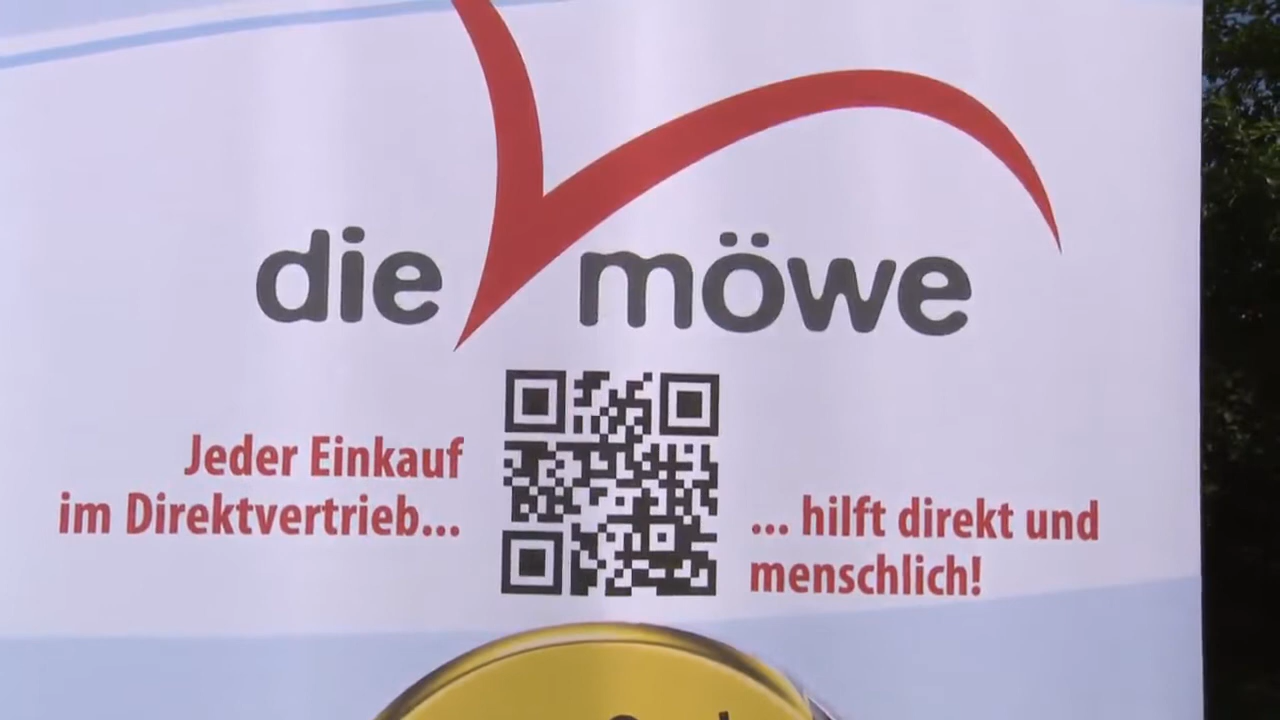 die möwe
Jeder Einkauf
im Direktvertrieb...
... hilft direkt und
menschlich!